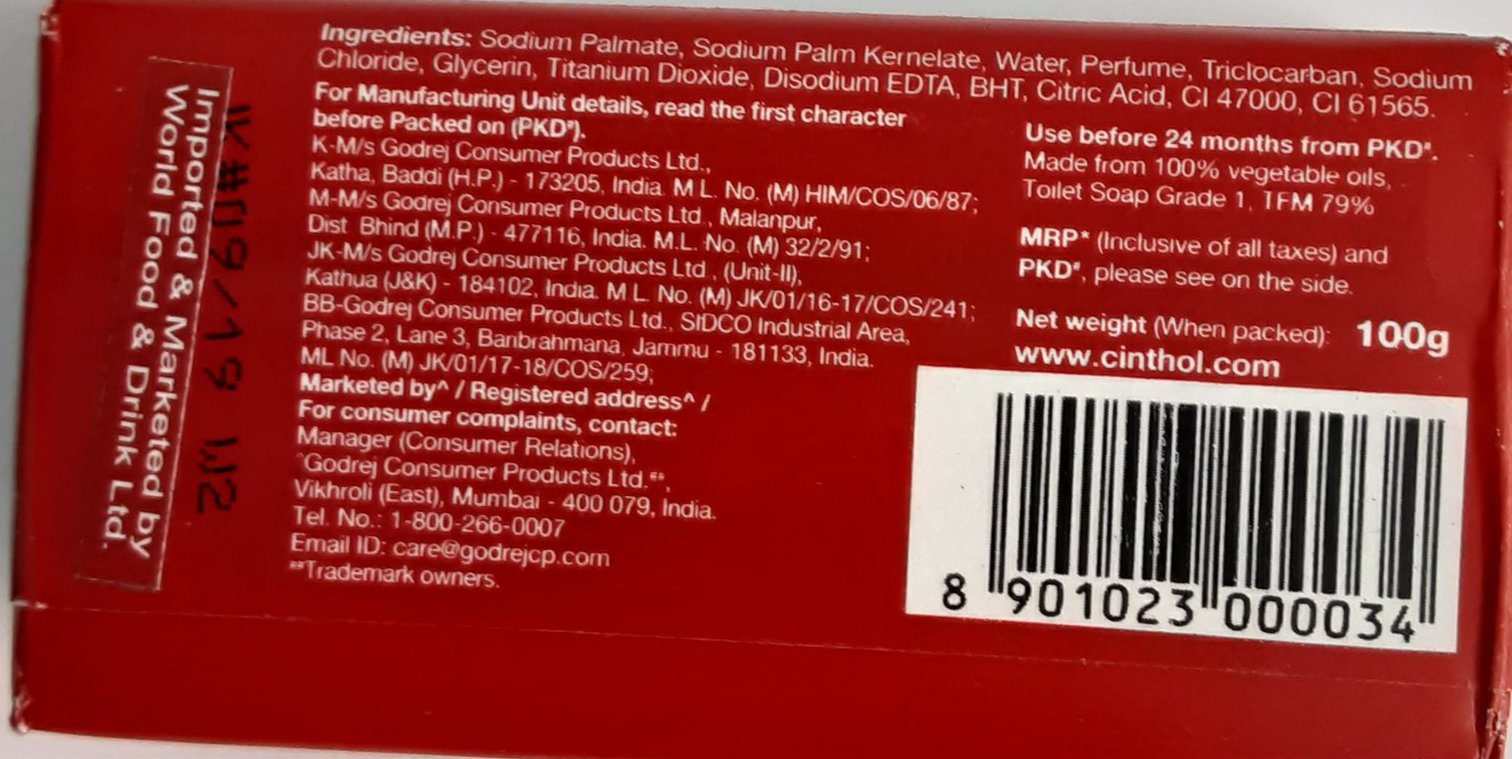 Ingredients: Sodium Palmate, Sodium Palm Kernelate, Water, Perfume, Triclocarban, Sodium
Chloride, Glycerin, Titanium Dioxide, Disodium EDTA, BHT, Citric Acid, CI 47000, CI 61565.
For Manufacturing Unit details, read the first character
before Packed on (PKD#).
K-M/s Godrej Consumer Products Ltd.,
Katha, Baddi (H.P.) - 173205, India. M L. No. (M) HIM/COS/06/87;
M-M/s Godrej Consumer Products Ltd., Malanpur,
Dist Bhind (M.P.) - 477116, India. M.L. No. (M) 32/2/91;
JK-M/s Godrej Consumer Products Ltd., (Unit-II),
Kathua (J&K) - 184102, India. M L No. (M) JK/01/16-17/COS/241;
BB-Godrej Consumer Products Ltd., SIDCO Industrial Area,
Phase 2, Lane 3, Baribrahmana, Jammu - 181133, India.
ML No. (M) JK/01/17-18/COS/259;
Marketed by^ / Registered address^ /
For consumer complaints, contact:
Manager (Consumer Relations),
^Godrej Consumer Products Ltd.##,
Vikhroli (East), Mumbai - 400 079, India.
Tel. No.: 1-800-266-0007
Email ID: care@godrejcp.com
##Trademark owners.
Use before 24 months from PKD#.
Made from 100% vegetable oils,
Toilet Soap Grade 1, TFM 79%
MRP* (Inclusive of all taxes) and
PKD#, please see on the side.
Net weight (When packed): 100g
www.cinthol.com
8 901023 000034
Imported & Marketed by
World Food & Drink Ltd.
K#09/19 W2